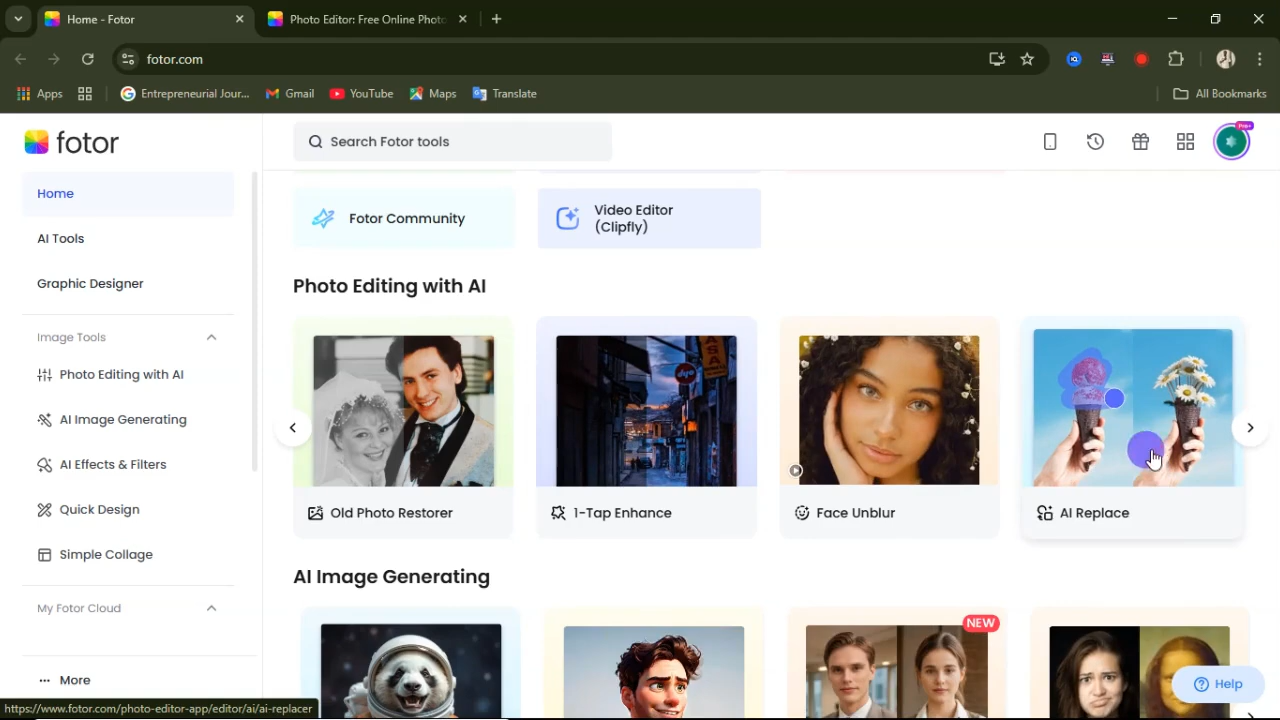 Home - Fotor
Photo Editor: Free Online Photo
fotor.com
Apps
Entrepreneurial Jour...
Gmail
YouTube
Maps
Translate
All Bookmarks
fotor
Search Fotor tools
Pro+
Home
AI Tools
Graphic Designer
Image Tools
Photo Editing with AI
AI Image Generating
AI Effects & Filters
Quick Design
Simple Collage
My Fotor Cloud
More
Fotor Community
Video Editor
(Clipfly)
Photo Editing with AI
Old Photo Restorer
1-Tap Enhance
Face Unblur
AI Replace
AI Image Generating
NEW
Help
https://www.fotor.com/photo-editor-app/editor/ai/ai-replacer